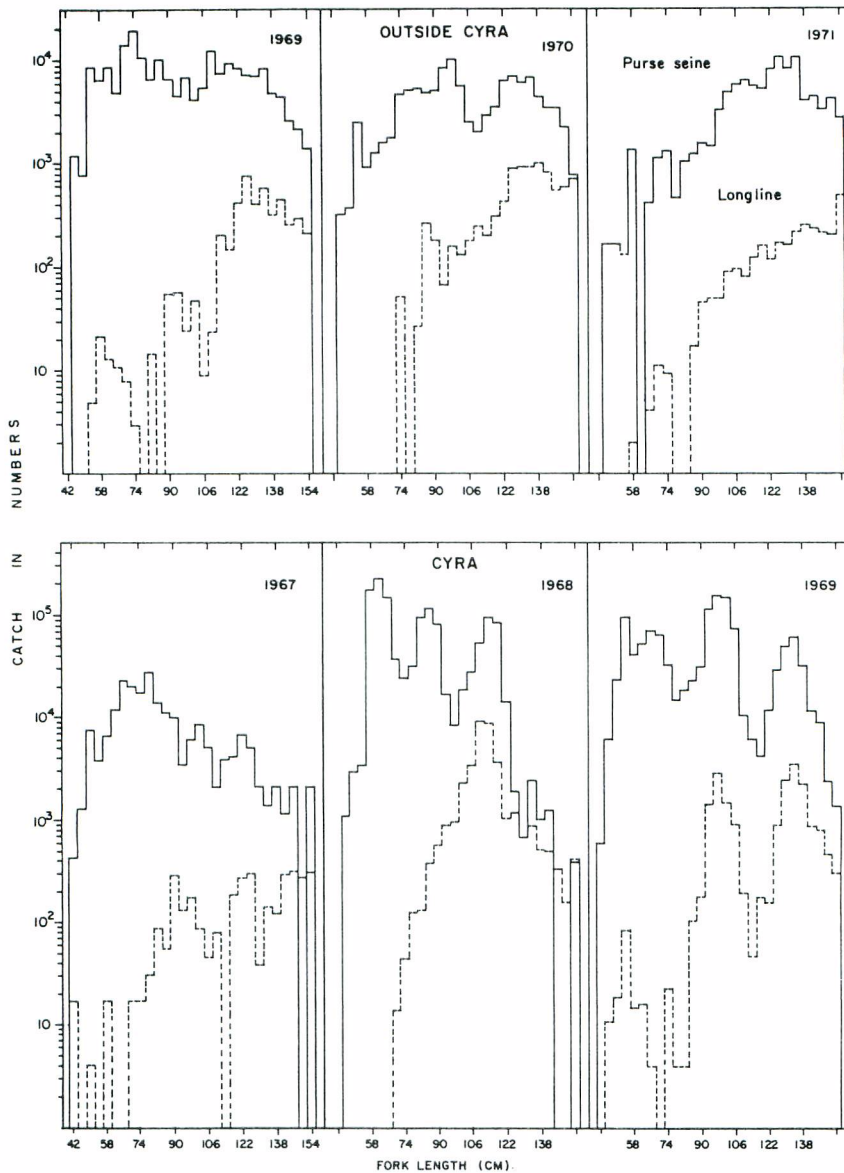 OUTSIDE CYRA
1969
1970
1971
Purse seine
Longline
10⁴
10³
10²
10
42 58 74 90 106 122 138 154
58 74 90 106 122 138
58 74 90 106 122 138
CATCH IN NUMBERS
CYRA
1967
1968
1969
10⁵
10⁴
10³
10²
10
42 58 74 90 106 122 138 154
58 74 90 106 122 138
58 74 90 106 122 138
FORK LENGTH (CM).